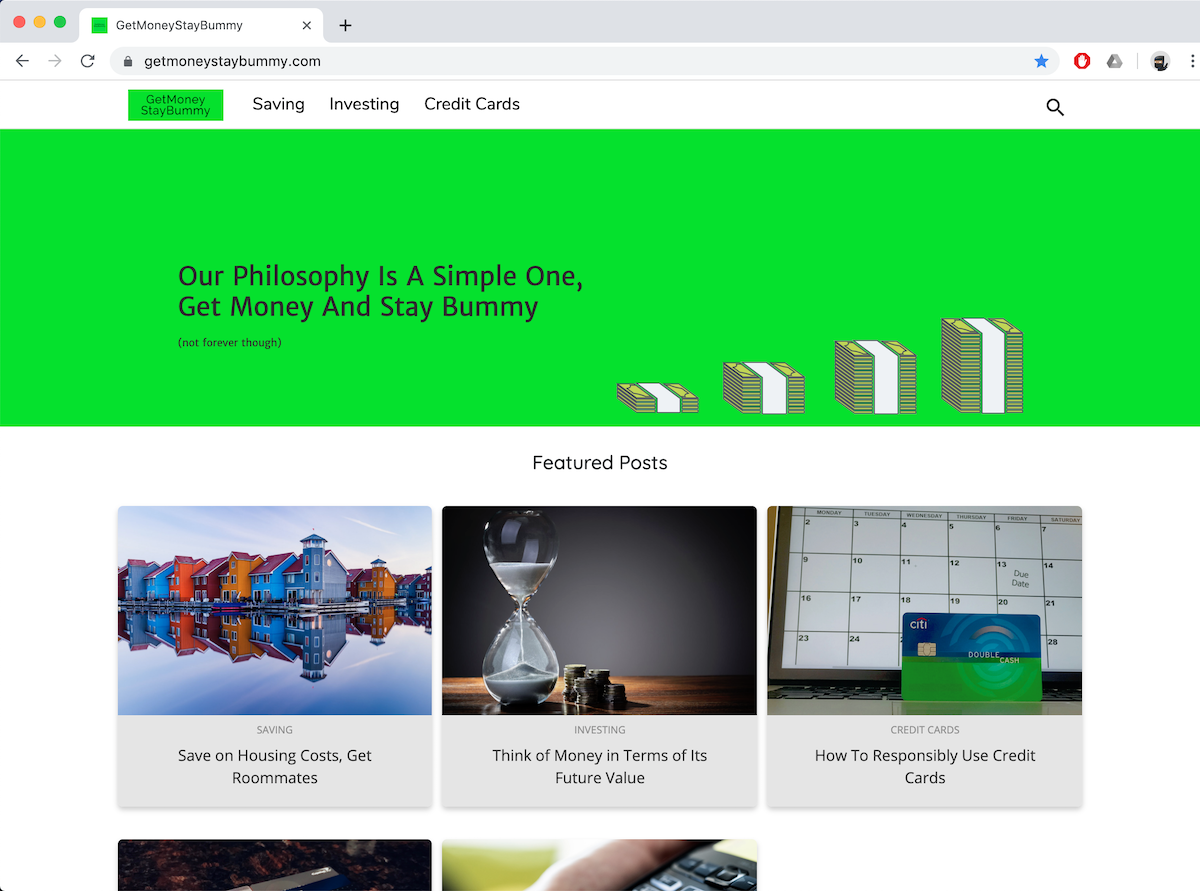 GetMoneyStayBummy
getmoneystaybummy.com
GetMoney
StayBummy
Saving
Investing
Credit Cards
Our Philosophy Is A Simple One,
Get Money And Stay Bummy
(not forever though)
Featured Posts
MONDAY TUESDAY WEDNESDAY THURSDAY FRIDAY SATURDAY
2 3 4 5 6 7
9 10 11 12 13 14
Due
Date
16 17 18 19 20 21
23 24 28
citi
DOUBLE
CASH
SAVING
Save on Housing Costs, Get
Roommates
INVESTING
Think of Money in Terms of Its
Future Value
CREDIT CARDS
How To Responsibly Use Credit
Cards